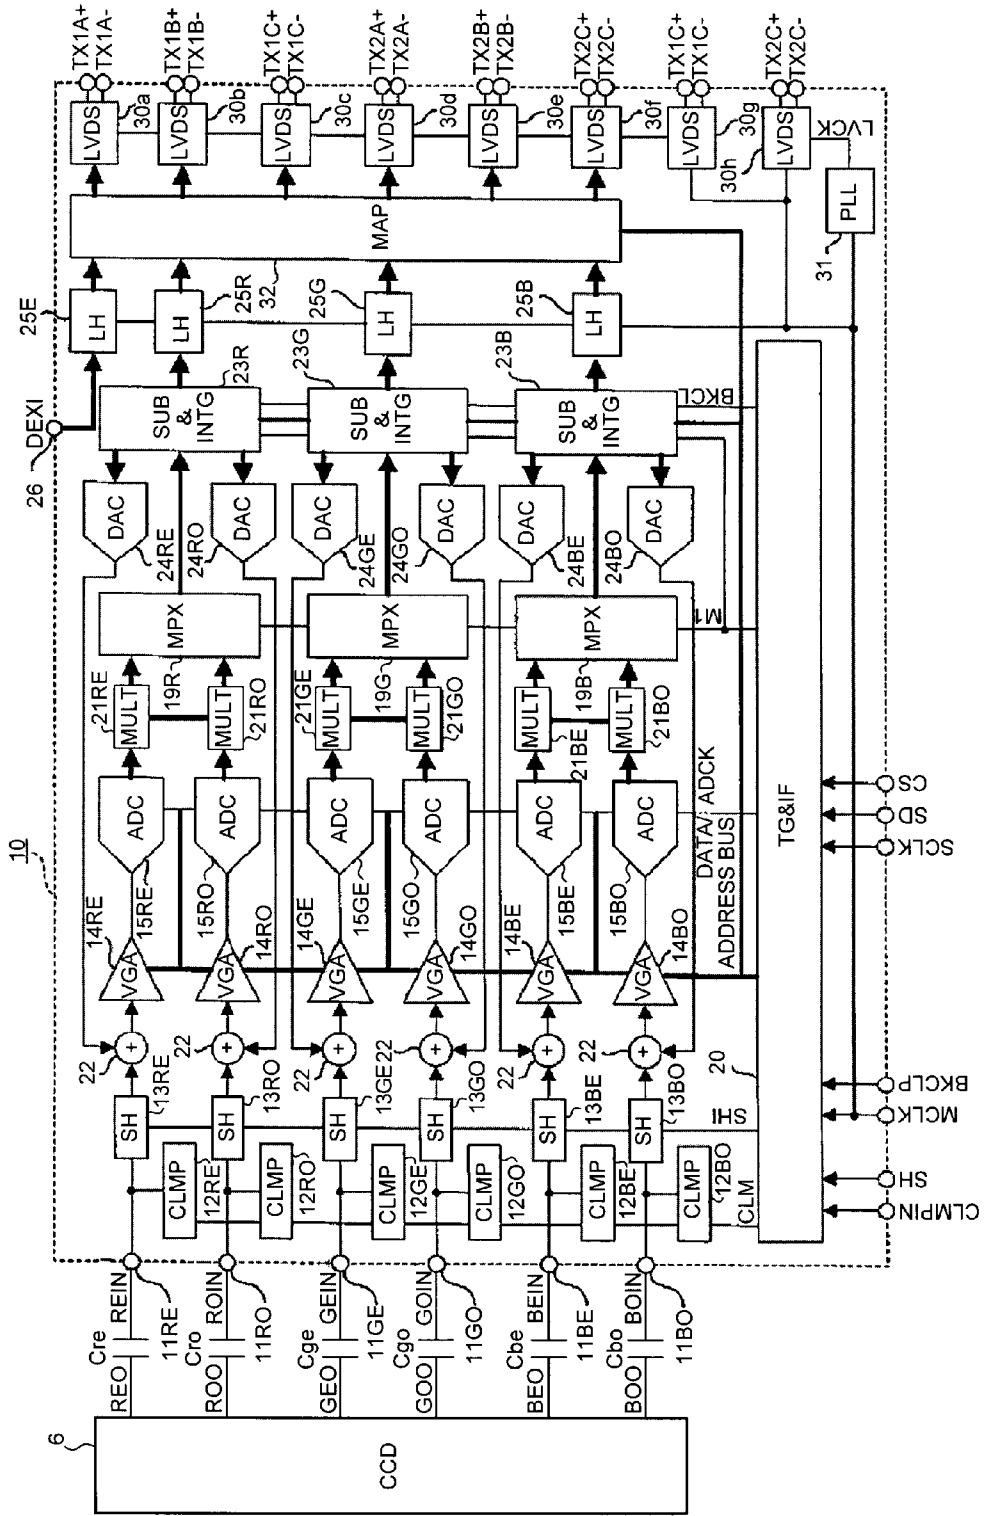 6
CCD
REO
ROO
GEO
GOO
BEO
BOO
Cre
Cro
Cge
Cgo
Cbe
Cbo
REIN
ROIN
GEIN
GOIN
BEIN
BOIN
11RE
11RO
11GE
11GO
11BE
11BO
10
CLMP
12RE
CLMP
12RO
CLMP
12GE
CLMP
12GO
CLMP
12BE
CLMP
12BO
CLM
SH
13RE
SH
13RO
SH
13GE
SH
13GO
SH
13BE
SH
13BO
SHI
+
22
+
22
+
22
+
22
+
22
+
22
VGA
14RE
VGA
14RO
VGA
14GE
VGA
14GO
VGA
14BE
VGA
14BO
ADC
15RE
ADC
15RO
ADC
15GE
ADC
15GO
ADC
15BE
ADC
15BO
DATA/
ADDRESS BUS
ADCK
MULT
21RE
MULT
21RO
MULT
21GE
MULT
21GO
MULT
21BE
MULT
21BO
MPX
19R
MPX
19G
MPX
19B
M1
DAC
24RE
DAC
24RO
DAC
24GE
DAC
24GO
DAC
24BE
DAC
24BO
26
DEXI
SUB
&
INTG
23R
SUB
&
INTG
23G
SUB
&
INTG
23B
BKCL
LH
25E
LH
25R
LH
25G
LH
25B
MAP
32
LVDS
30a
LVDS
30b
LVDS
30c
LVDS
30d
LVDS
30e
LVDS
30f
LVDS
30g
LVDS
30h
PLL
31
LVCK
TX1A+
TX1A-
TX1B+
TX1B-
TX1C+
TX1C-
TX2A+
TX2A-
TX2B+
TX2B-
TX2C+
TX2C-
TX1C+
TX1C-
TX2C+
TX2C-
TG&IF
20
CLMPIN
SH
MCLK
BKCLP
SCLK
SD
CS